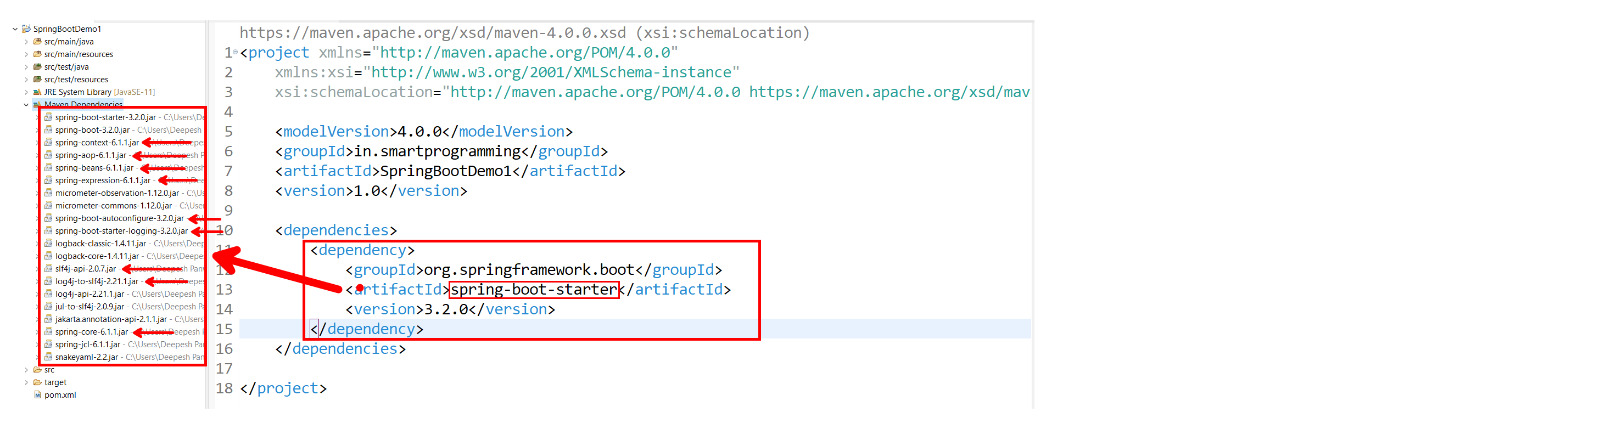 SpringBootDemo1
src/main/java
src/main/resources
src/test/java
src/test/resources
JRE System Library [JavaSE-11]
Maven Dependencies
spring-boot-starter-3.2.0.jar - C:\Users\De
spring-boot-3.2.0.jar - C:\Users\Deepesh
spring-context-6.1.1.jar
spring-aop-6.1.1.jar
spring-beans-6.1.1.jar
spring-expression-6.1.1.jar
micrometer-observation-1.12.0.jar - C
micrometer-commons-1.12.0.jar - C:\U
spring-boot-autoconfigure-3.2.0.jar
spring-boot-starter-logging-3.2.0.jar
logback-classic-1.4.11.jar - C:\Users\D
logback-core-1.4.11.jar - C:\Users\Dee
slf4j-api-2.0.7.jar
log4j-to-slf4j-2.21.1.jar
log4j-api-2.21.1.jar - C:\Users\Deepes
jul-to-slf4j-2.0.9.jar - C:\Users\Deepes
jakarta.annotation-api-2.1.1.jar - C:\Us
spring-core-6.1.1.jar
spring-jcl-6.1.1.jar - C:\Users\Deepesh
snakeyaml-2.2.jar - C:\Users\Deepesh Pan
src
target
pom.xml
https://maven.apache.org/xsd/maven-4.0.0.xsd (xsi:schemaLocation)
1 <project xmlns="http://maven.apache.org/POM/4.0.0"
2 xmlns:xsi="http://www.w3.org/2001/XMLSchema-instance"
3 xsi:schemaLocation="http://maven.apache.org/POM/4.0.0 https://maven.apache.org/xsd/mav
4
5 <modelVersion>4.0.0</modelVersion>
6 <groupId>in.smartprogramming</groupId>
7 <artifactId>SpringBootDemo1</artifactId>
8 <version>1.0</version>
9
10 <dependencies>
11 <dependency>
12 <groupId>org.springframework.boot</groupId>
13 <artifactId>spring-boot-starter</artifactId>
14 <version>3.2.0</version>
15 </dependency>
16 </dependencies>
17
18 </project>